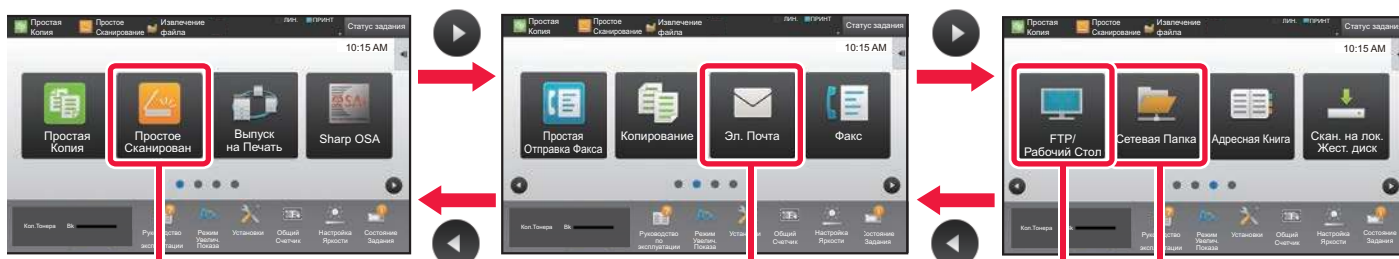 Простая Копия
Простое Сканирование
Извлечение файла
ЛИН.
ПРИНТ
Статус задания
10:15 AM
Простая
Копия
Простое
Сканирован
Выпуск
на Печать
Sharp OSA
Кол.Тонера Bk
эксплуатации
Режим
Увелич.
Показа
Установки
Общий
Счетчик
Настройка
Яркости
Состояние
Задания
Простая Копия
Простое Сканирование
Извлечение файла
ЛИН.
ПРИНТ
Статус задания
10:15 AM
Простая
Отправка Факса
Копирование
Эл. Почта
Факс
Кол.Тонера Bk
Руководство
по
эксплуатации
Режим
Увелич.
Показа
Общий
Счетчик
Настройка
Яркости
Состояние
Задания
Простая Копия
Простое Сканирование
Извлечение файла
ЛИН.
ПРИНТ
Статус задания
10:15 AM
FTP/
Рабочий Стол
Сетевая Папка
Адресная Книга
Скан. на лок.
Жест. диск
Кол.Тонера
Режим
Увелич.
Показа
Установки
Общий
Счетчик
Настройка
Яркости
Состояние
Задания